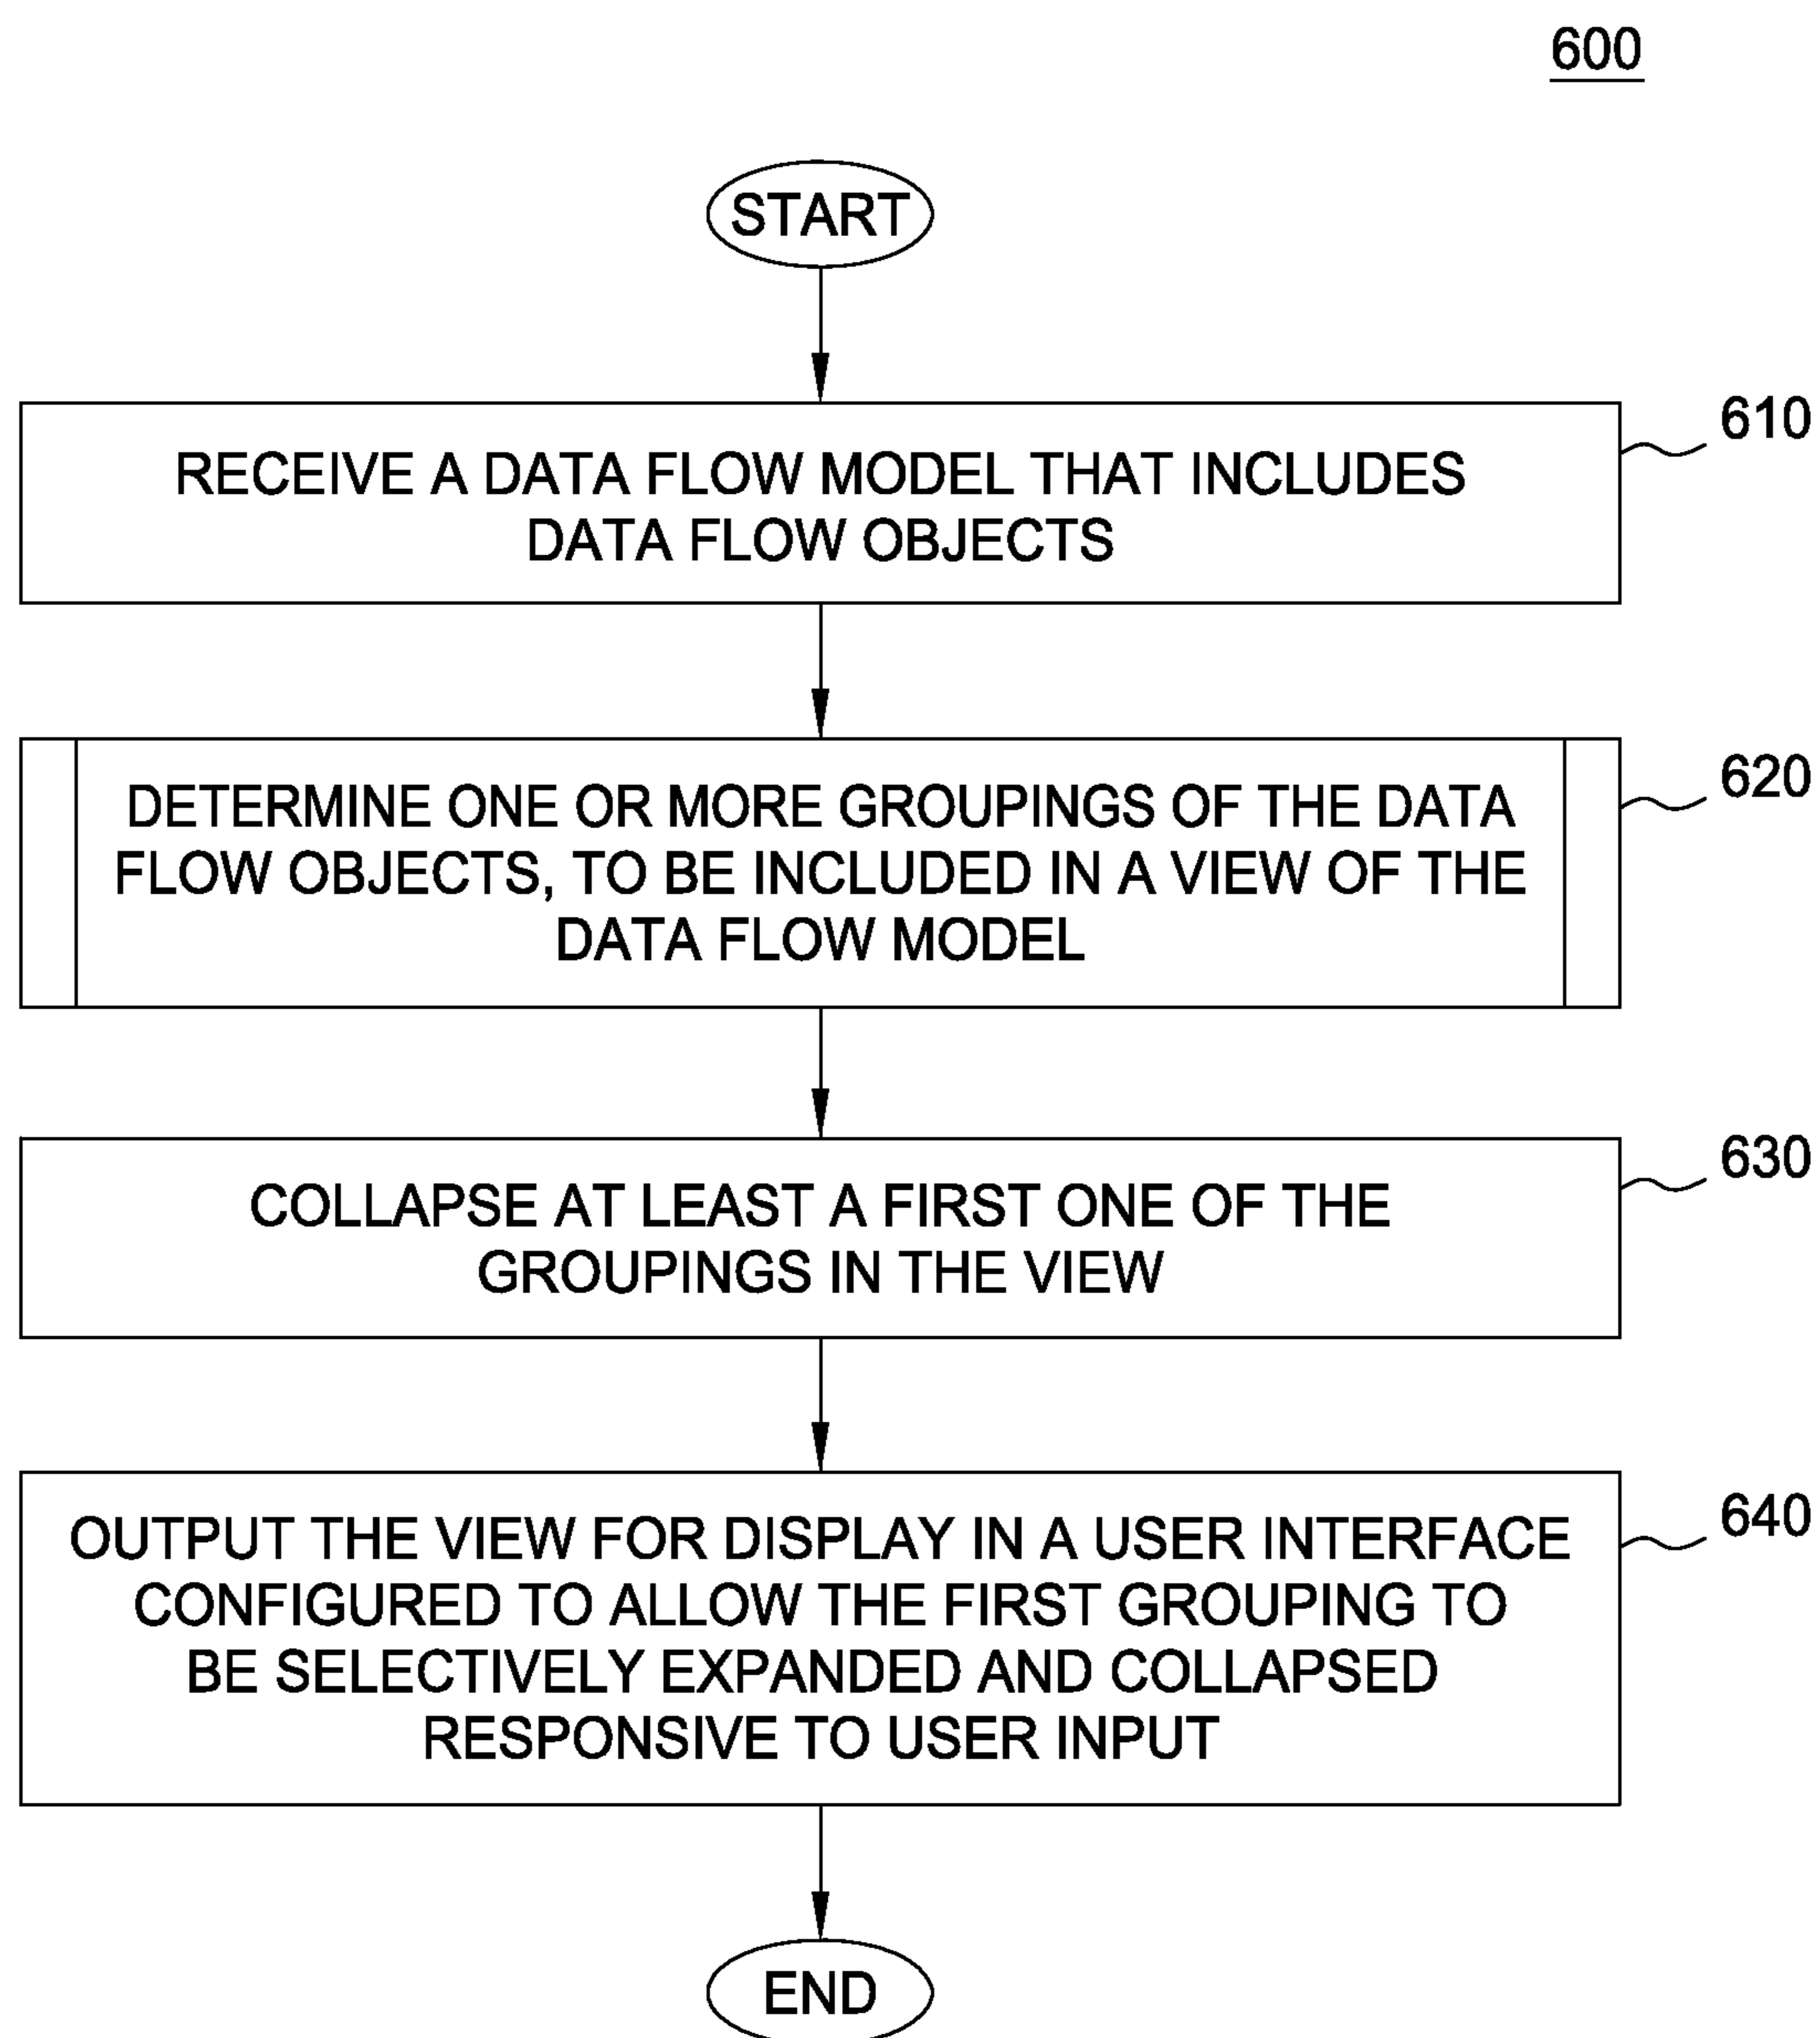 600
START
RECEIVE A DATA FLOW MODEL THAT INCLUDES
DATA FLOW OBJECTS
610
DETERMINE ONE OR MORE GROUPINGS OF THE DATA
FLOW OBJECTS, TO BE INCLUDED IN A VIEW OF THE
DATA FLOW MODEL
620
COLLAPSE AT LEAST A FIRST ONE OF THE
GROUPINGS IN THE VIEW
630
OUTPUT THE VIEW FOR DISPLAY IN A USER INTERFACE
CONFIGURED TO ALLOW THE FIRST GROUPING TO
BE SELECTIVELY EXPANDED AND COLLAPSED
RESPONSIVE TO USER INPUT
640
END